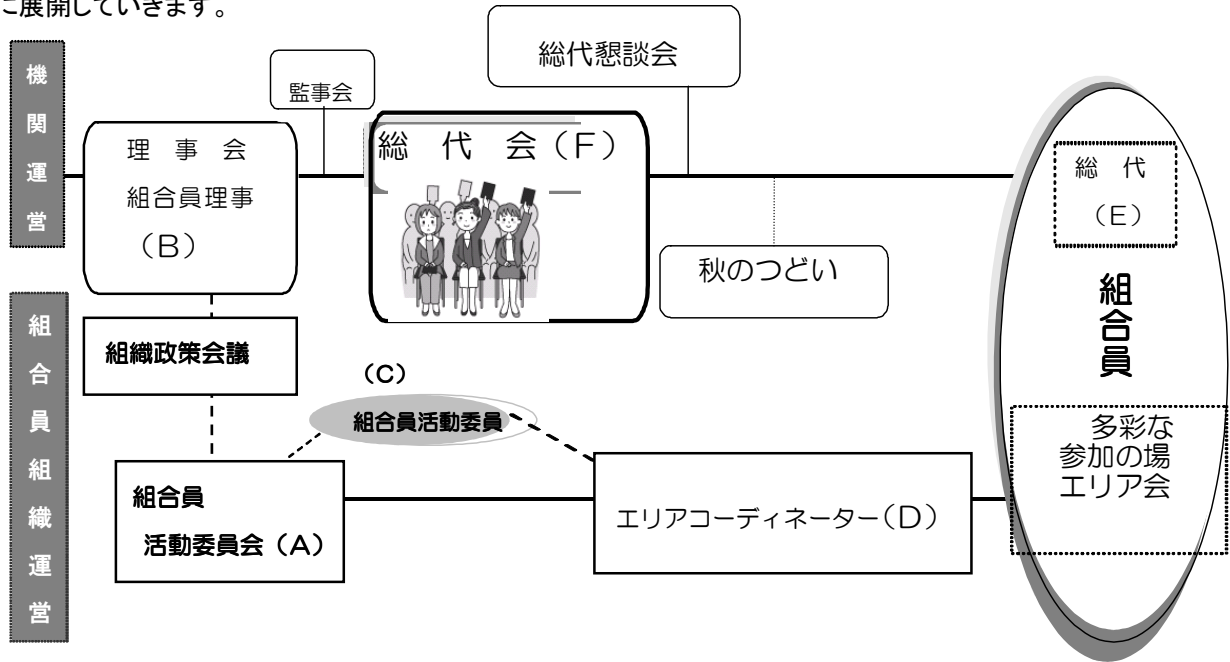 に展開していきます。
機関運営
監事会
総代懇談会
理事会
組合員理事
(B)
総代会(F)
秋のつどい
総代
(E)
組合員
多彩な
参加の場
エリア会
組合員組織運営
組織政策会議
(C)
組合員活動委員
組合員
活動委員会(A)
エリアコーディネーター(D)